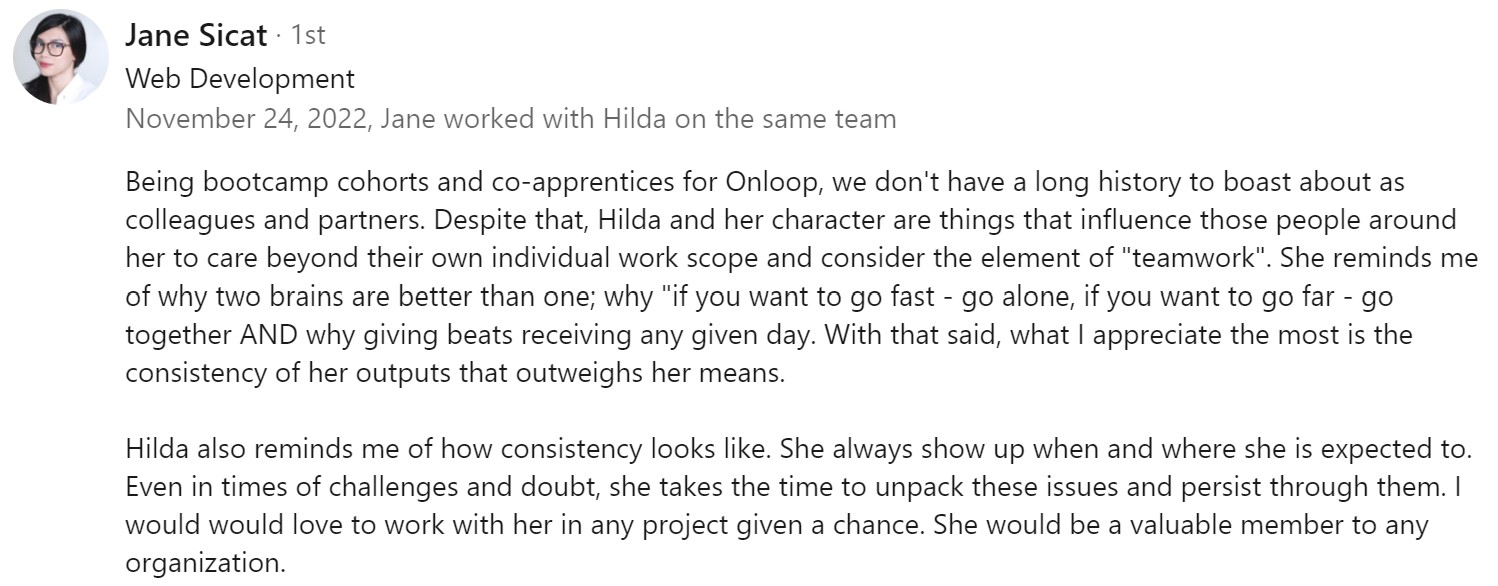 Jane Sicat · 1st
Web Development
November 24, 2022, Jane worked with Hilda on the same team
Being bootcamp cohorts and co-apprentices for Onloop, we don't have a long history to boast about as
colleagues and partners. Despite that, Hilda and her character are things that influence those people around
her to care beyond their own individual work scope and consider the element of "teamwork". She reminds me
of why two brains are better than one; why "if you want to go fast - go alone, if you want to go far - go
together AND why giving beats receiving any given day. With that said, what I appreciate the most is the
consistency of her outputs that outweighs her means.
Hilda also reminds me of how consistency looks like. She always show up when and where she is expected to.
Even in times of challenges and doubt, she takes the time to unpack these issues and persist through them. I
would would love to work with her in any project given a chance. She would be a valuable member to any
organization.